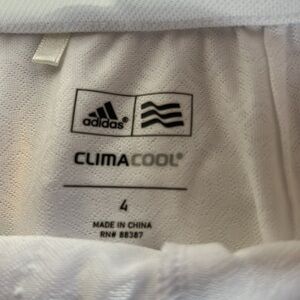 adidas®
CLIMACOOL®
4
MADE IN CHINA
RN# 88387